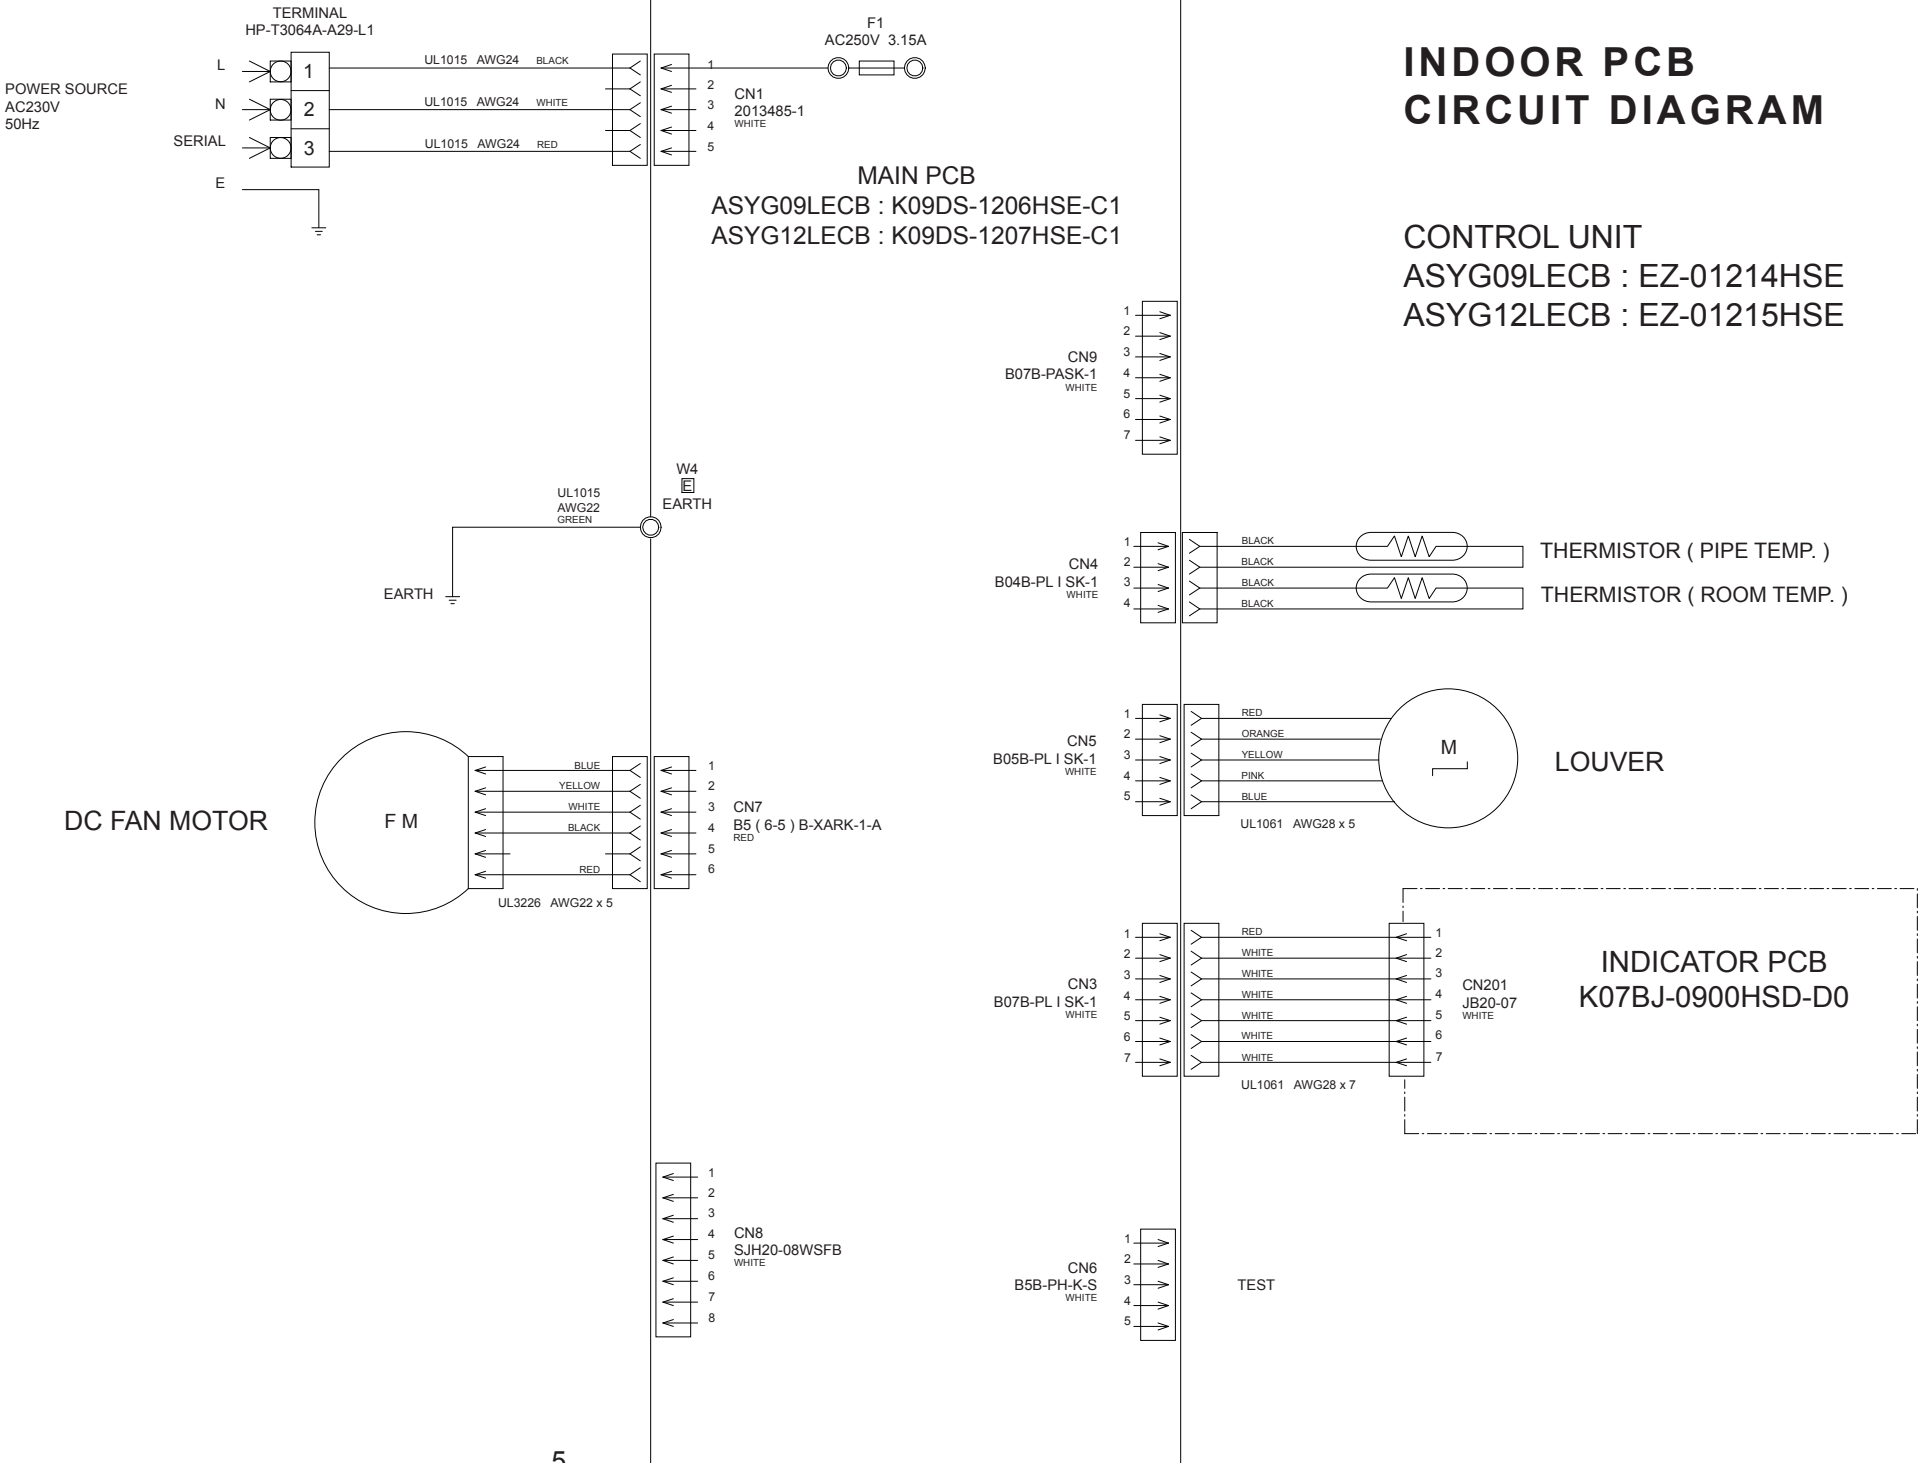 TERMINAL
HP-T3064A-A29-L1
POWER SOURCE
AC230V
50Hz
L
N
SERIAL
E
1
2
3
UL1015 AWG24 BLACK
UL1015 AWG24 WHITE
UL1015 AWG24 RED
1
2
3
4
5
CN1
2013485-1
WHITE
F1
AC250V 3.15A
INDOOR PCB
CIRCUIT DIAGRAM
MAIN PCB
ASYG09LECB : K09DS-1206HSE-C1
ASYG12LECB : K09DS-1207HSE-C1
CONTROL UNIT
ASYG09LECB : EZ-01214HSE
ASYG12LECB : EZ-01215HSE
CN9
B07B-PASK-1
WHITE
1
2
3
4
5
6
7
W4
E
EARTH
UL1015
AWG22
GREEN
EARTH
CN4
B04B-PL I SK-1
WHITE
1
2
3
4
BLACK
BLACK
BLACK
BLACK
THERMISTOR ( PIPE TEMP. )
THERMISTOR ( ROOM TEMP. )
CN5
B05B-PL I SK-1
WHITE
1
2
3
4
5
RED
ORANGE
YELLOW
PINK
BLUE
UL1061 AWG28 x 5
M
LOUVER
DC FAN MOTOR
F M
BLUE
YELLOW
WHITE
BLACK
RED
UL3226 AWG22 x 5
1
2
3
4
5
6
CN7
B5 ( 6-5 ) B-XARK-1-A
RED
CN3
B07B-PL I SK-1
WHITE
1
2
3
4
5
6
7
RED
WHITE
WHITE
WHITE
WHITE
WHITE
WHITE
UL1061 AWG28 x 7
1
2
3
4
5
6
7
CN201
JB20-07
WHITE
INDICATOR PCB
K07BJ-0900HSD-D0
1
2
3
4
5
6
7
8
CN8
SJH20-08WSFB
WHITE
CN6
B5B-PH-K-S
WHITE
1
2
3
4
5
TEST
5